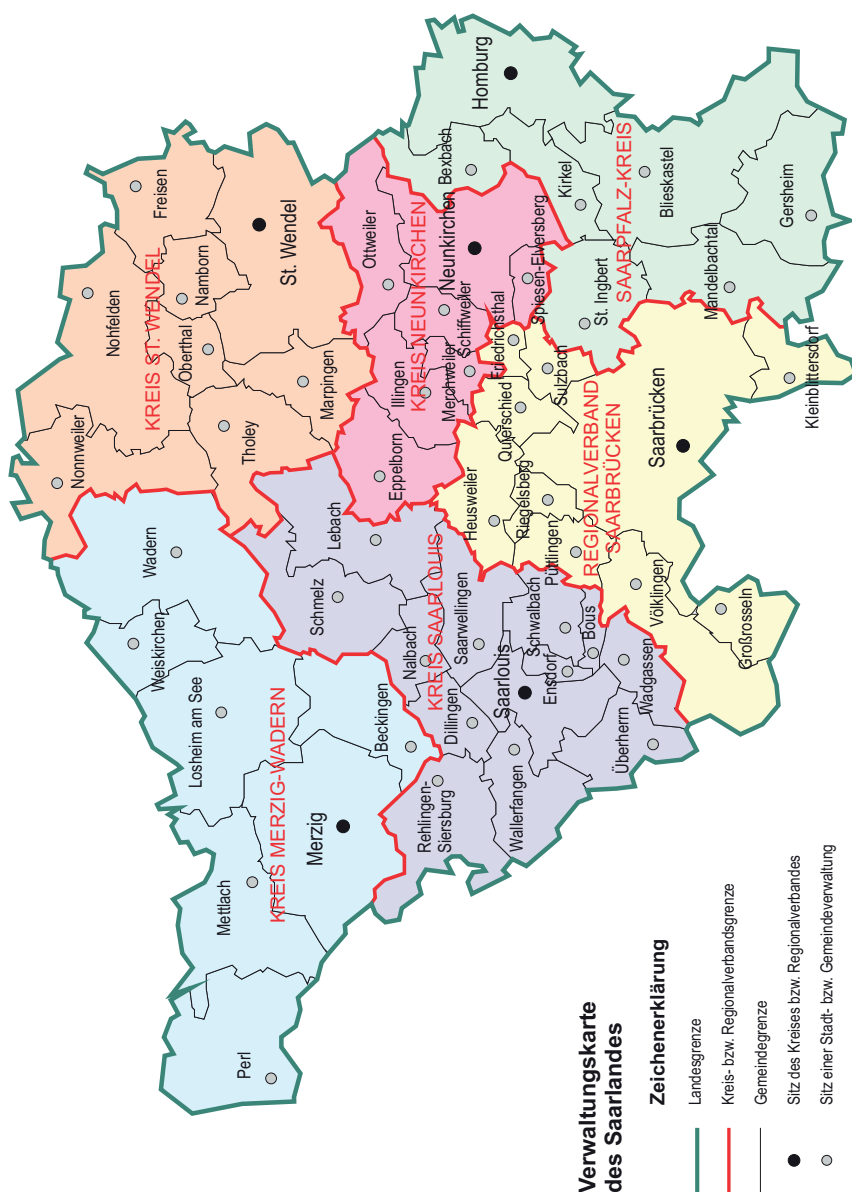 Perl
Mettlach
Losheim am See
Weiskirchen
Wadern
Merzig
Beckingen
KREIS MERZIG-WADERN
Nonnweiler
Nohfelden
Freisen
KREIS ST. WENDEL
Namborn
Oberthal
Tholey
Marpingen
St. Wendel
Schmelz
Lebach
Nalbach
KREIS SAARLOUIS
Saarwellingen
Dillingen
Rehlingen-
Siersburg
Wallerfangen
Saarlouis
Schwalbach
Ensdorf
Bous
Wadgassen
Überherrn
Ottweiler
Illingen
Eppelborn
KREIS NEUNKIRCHEN
Merchweiler
Schiffweiler
Neunkirchen
Spiesen-Elversberg
Heusweiler
Riegelsberg
Quierschied
Friedrichsthal
Sulzbach
Püttlingen
REGIONALVERBAND
SAARBRÜCKEN
Völklingen
Saarbrücken
Großrosseln
Kleinblittersdorf
Homburg
Bexbach
Kirkel
St. Ingbert
SAARPFALZ-KREIS
Blieskastel
Mandelbachtal
Gersheim
Verwaltungskarte
des Saarlandes
Zeichenerklärung
Landesgrenze
Kreis- bzw. Regionalverbandsgrenze
Gemeindegrenze
Sitz des Kreises bzw. Regionalverbandes
Sitz einer Stadt- bzw. Gemeindeverwaltung